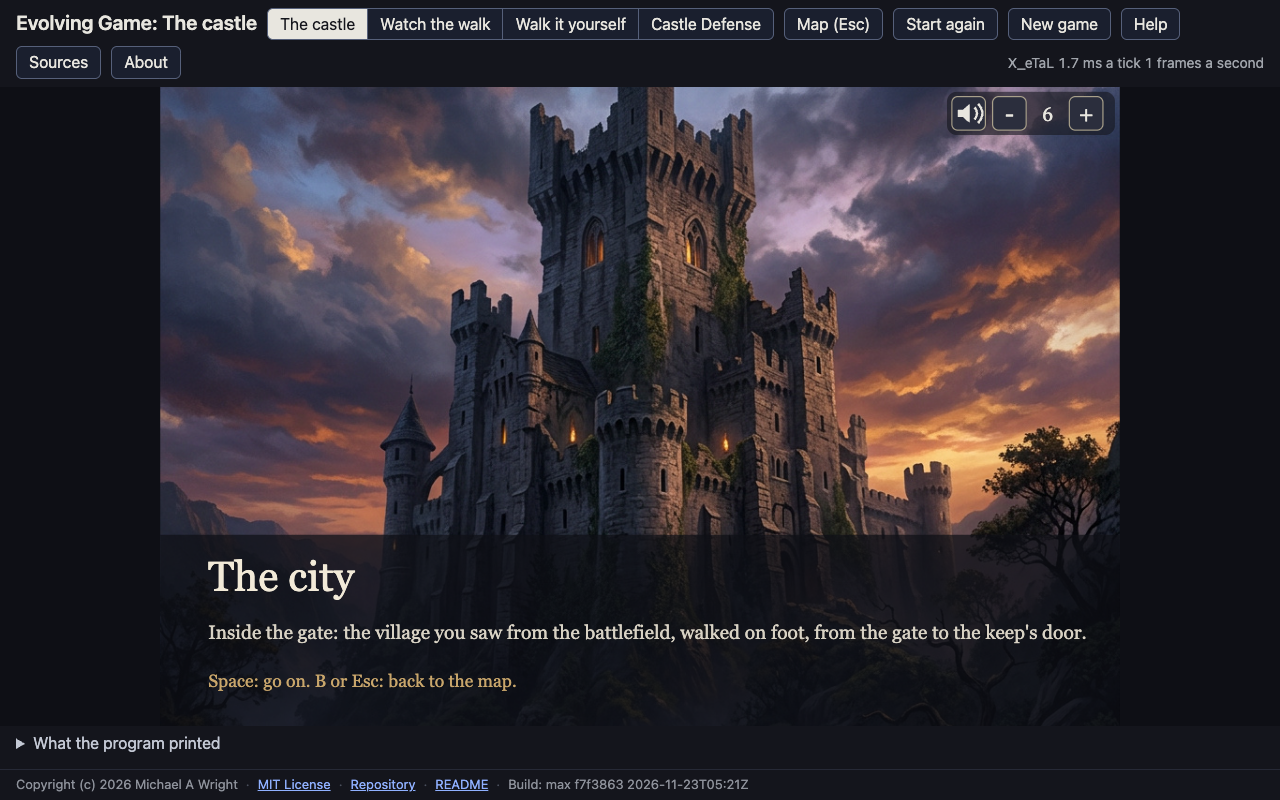 Evolving Game: The castle
The castle
Watch the walk
Walk it yourself
Castle Defense
Map (Esc)
Start again
New game
Help
Sources
About
X_eTaL 1.7 ms a tick 1 frames a second
- 6 +
The city
Inside the gate: the village you saw from the battlefield, walked on foot, from the gate to the keep's door.
Space: go on. B or Esc: back to the map.
What the program printed
Copyright (c) 2026 Michael A Wright · MIT License · Repository · README · Build: max f7f3863 2026-11-23T05:21Z